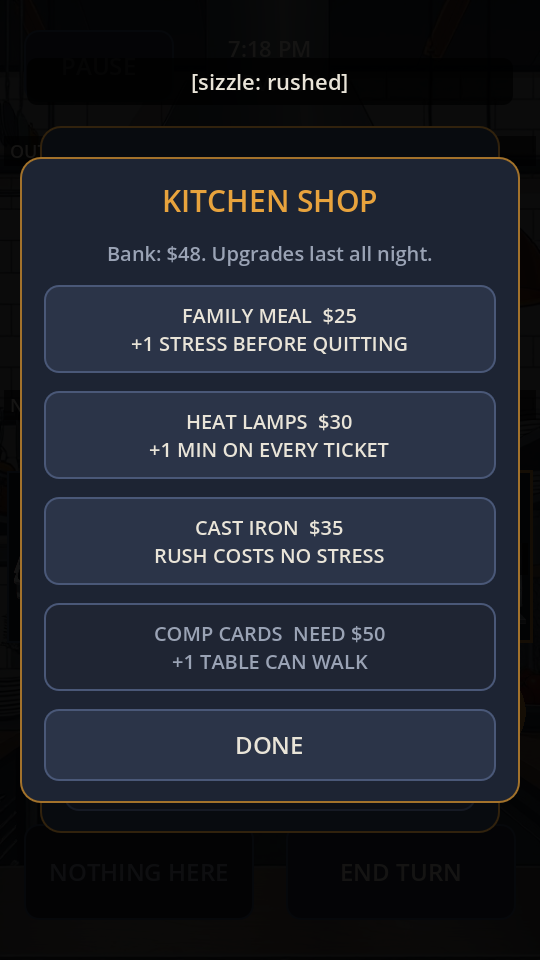 7:18 PM
PAUSE
[sizzle: rushed]
OU
KITCHEN SHOP
Bank: $48. Upgrades last all night.
FAMILY MEAL $25
+1 STRESS BEFORE QUITTING
HEAT LAMPS $30
+1 MIN ON EVERY TICKET
CAST IRON $35
RUSH COSTS NO STRESS
COMP CARDS NEED $50
+1 TABLE CAN WALK
DONE
NOTHING HERE
END TURN